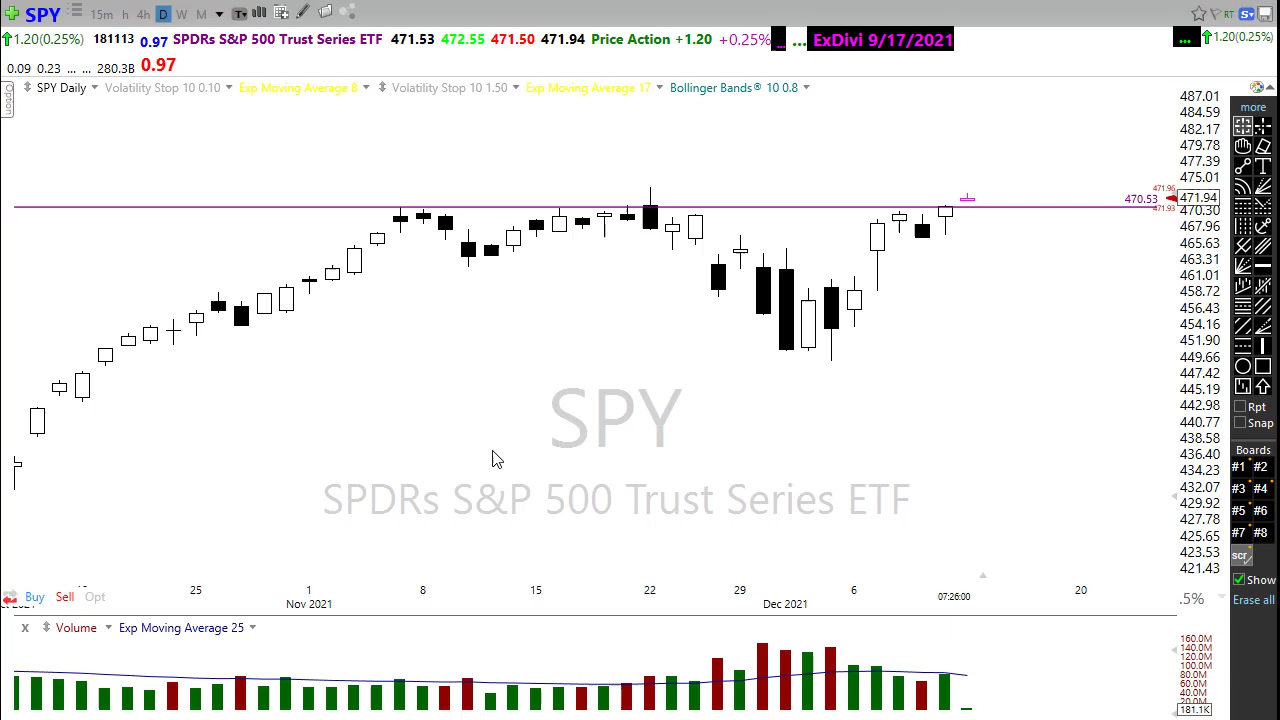 SPY 15m h 4h D W M T RT S
1.20(0.25%) 181113 0.97 SPDRs S&P 500 Trust Series ETF 471.53 472.55 471.50 471.94 Price Action +1.20 +0.25% ... ... ExDivi 9/17/2021 ... 1.20(0.25%)
0.09 0.23 ... ... 280.3B 0.97
Option SPY Daily Volatility Stop 10 0.10 Exp Moving Average 8 Volatility Stop 10 1.50 Exp Moving Average 17 Bollinger Bands® 10 0.8
487.01
484.59
482.17
479.78
477.39
475.01
471.96
470.53 471.94
471.93
470.30
467.96
465.63
463.31
461.01
458.72
456.43
454.16
451.90
449.66
447.42
445.19
442.98
440.77
438.58
436.40
434.23
432.07
429.92
427.78
425.65
423.53
421.43
more
T
Rpt
Snap
Boards
#1 #2
#3 #4
#5 #6
#7 #8
scr
Show
Erase all
SPY
SPDRs S&P 500 Trust Series ETF
25 1 8 15 22 29 6 07:26:00 20
Nov 2021 Dec 2021
Buy Sell Opt .5%
X Volume Exp Moving Average 25
160.0M
140.0M
120.0M
100.0M
80.0M
60.0M
40.0M
20.0M
181.1K